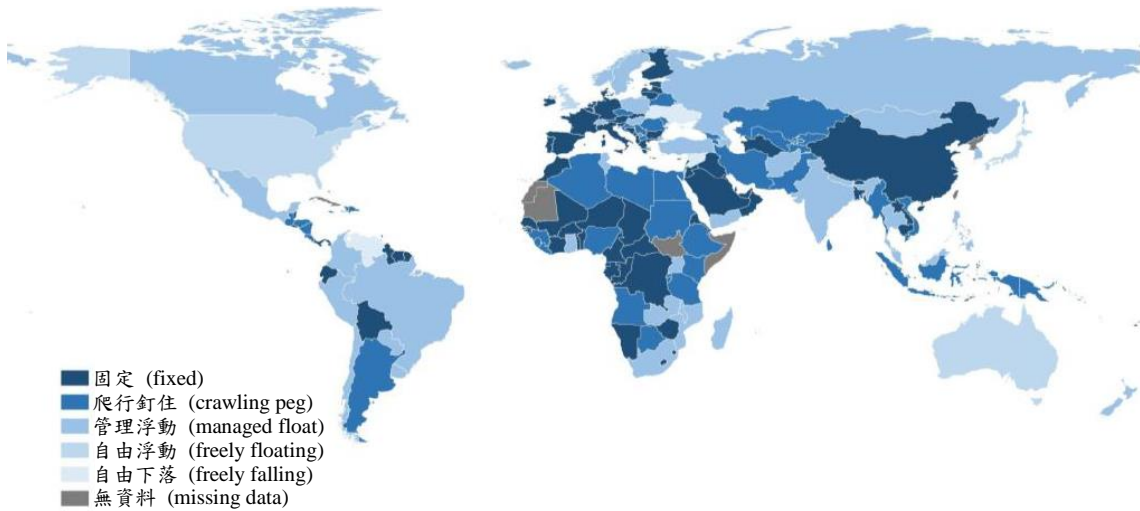 固定 (fixed)
爬行釘住 (crawling peg)
管理浮動 (managed float)
自由浮動 (freely floating)
自由下落 (freely falling)
無資料 (missing data)